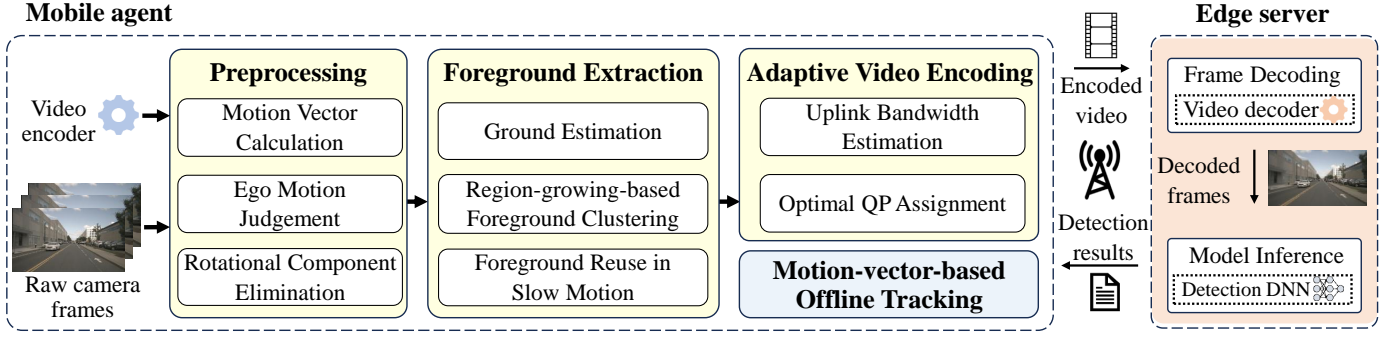 Mobile agent
Video
encoder
Raw camera
frames
Preprocessing
Motion Vector
Calculation
Ego Motion
Judgement
Rotational Component
Elimination
Foreground Extraction
Ground Estimation
Region-growing-based
Foreground Clustering
Foreground Reuse in
Slow Motion
Adaptive Video Encoding
Uplink Bandwidth
Estimation
Optimal QP Assignment
Motion-vector-based
Offline Tracking
Encoded
video
Detection
results
Edge server
Frame Decoding
Video decoder
Decoded
frames
Model Inference
Detection DNN